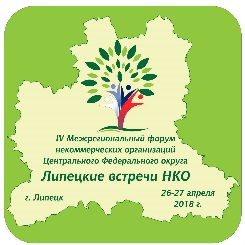 IV Межрегиональный форум
некоммерческих организаций
Центрального Федерального округа
Липецкие встречи НКО
г. Липецк
26-27 апреля
2018 г.